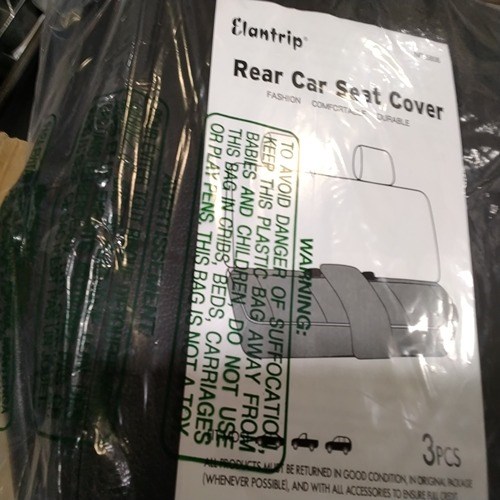 Elantrip
Rear Car Seat Cover
FASHION COMFORTABLE DURABLE
WARNING:
TO AVOID DANGER OF SUFFOCATION,
KEEP THIS PLASTIC BAG AWAY FROM
BABIES AND CHILDREN. DO NOT USE
THIS BAG IN CRIBS, BEDS, CARRIAGES
OR PLAY PENS. THIS BAG IS NOT A TOY
AVERTISSEMENT
3PCS
ALL PRODUCTS MUST BE RETURNED IN GOOD CONDITION, IN ORIGINAL PACKAGE
(WHENEVER POSSIBLE), AND WITH ALL ACCESSORIES TO ENSURE